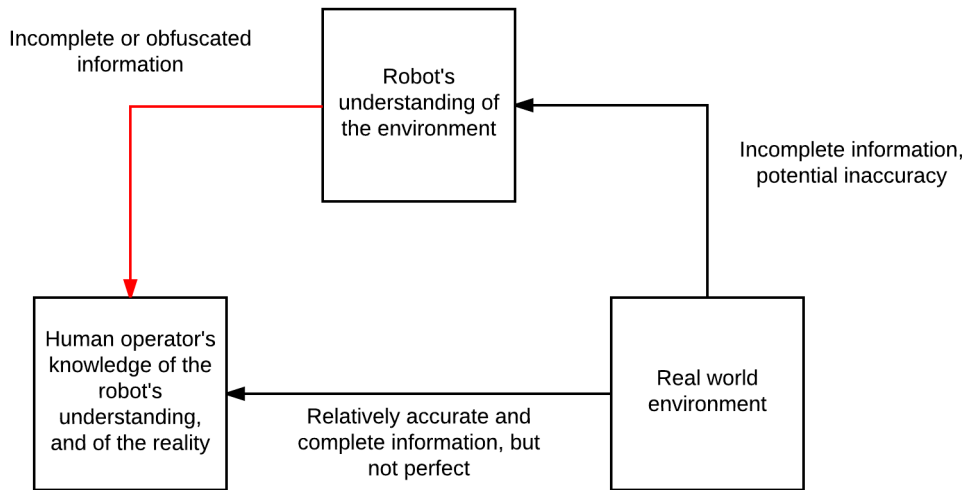 Incomplete or obfuscated
information
Robot's
understanding of
the environment
Incomplete information,
potential inaccuracy
Human operator's
knowledge of the
robot's
understanding,
and of the reality
Relatively accurate and
complete information, but
not perfect
Real world
environment